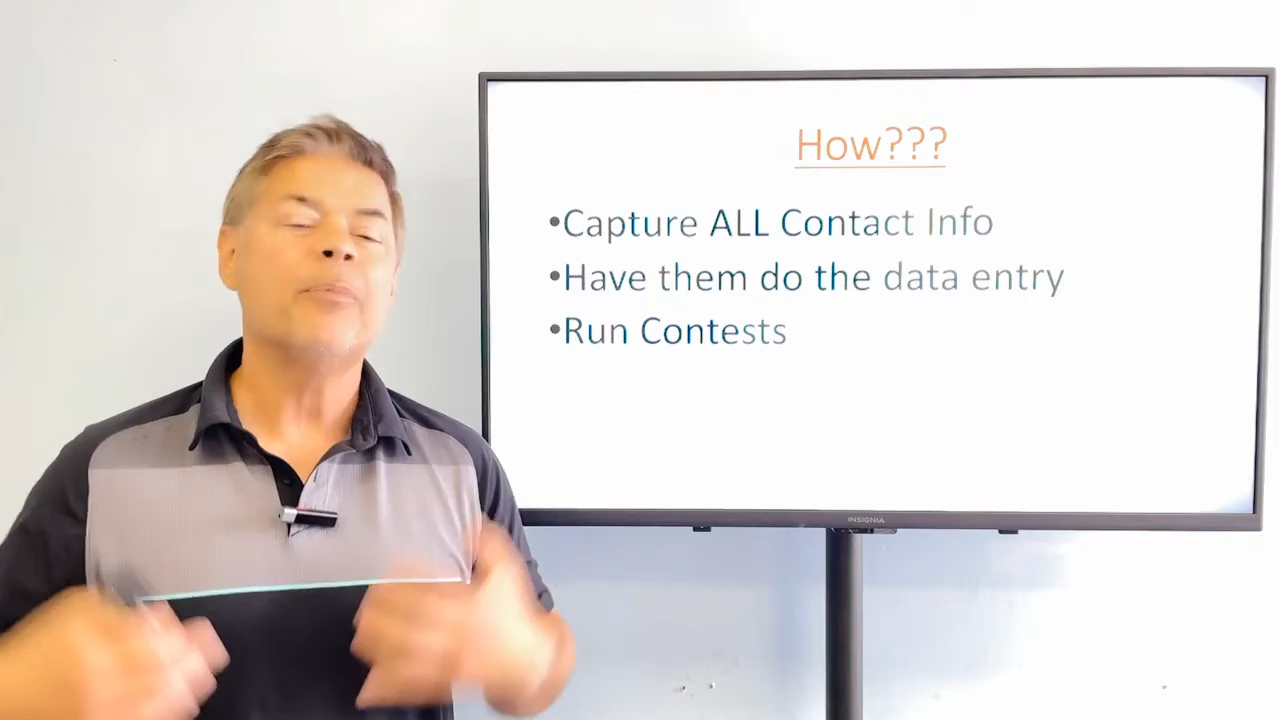 How???
•Capture ALL Contact Info
•Have them do the data entry
•Run Contests
INSIGNIA